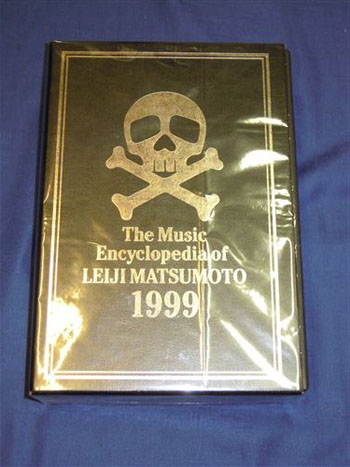 The Music
Encyclopedia of
LEIJI MATSUMOTO
1999